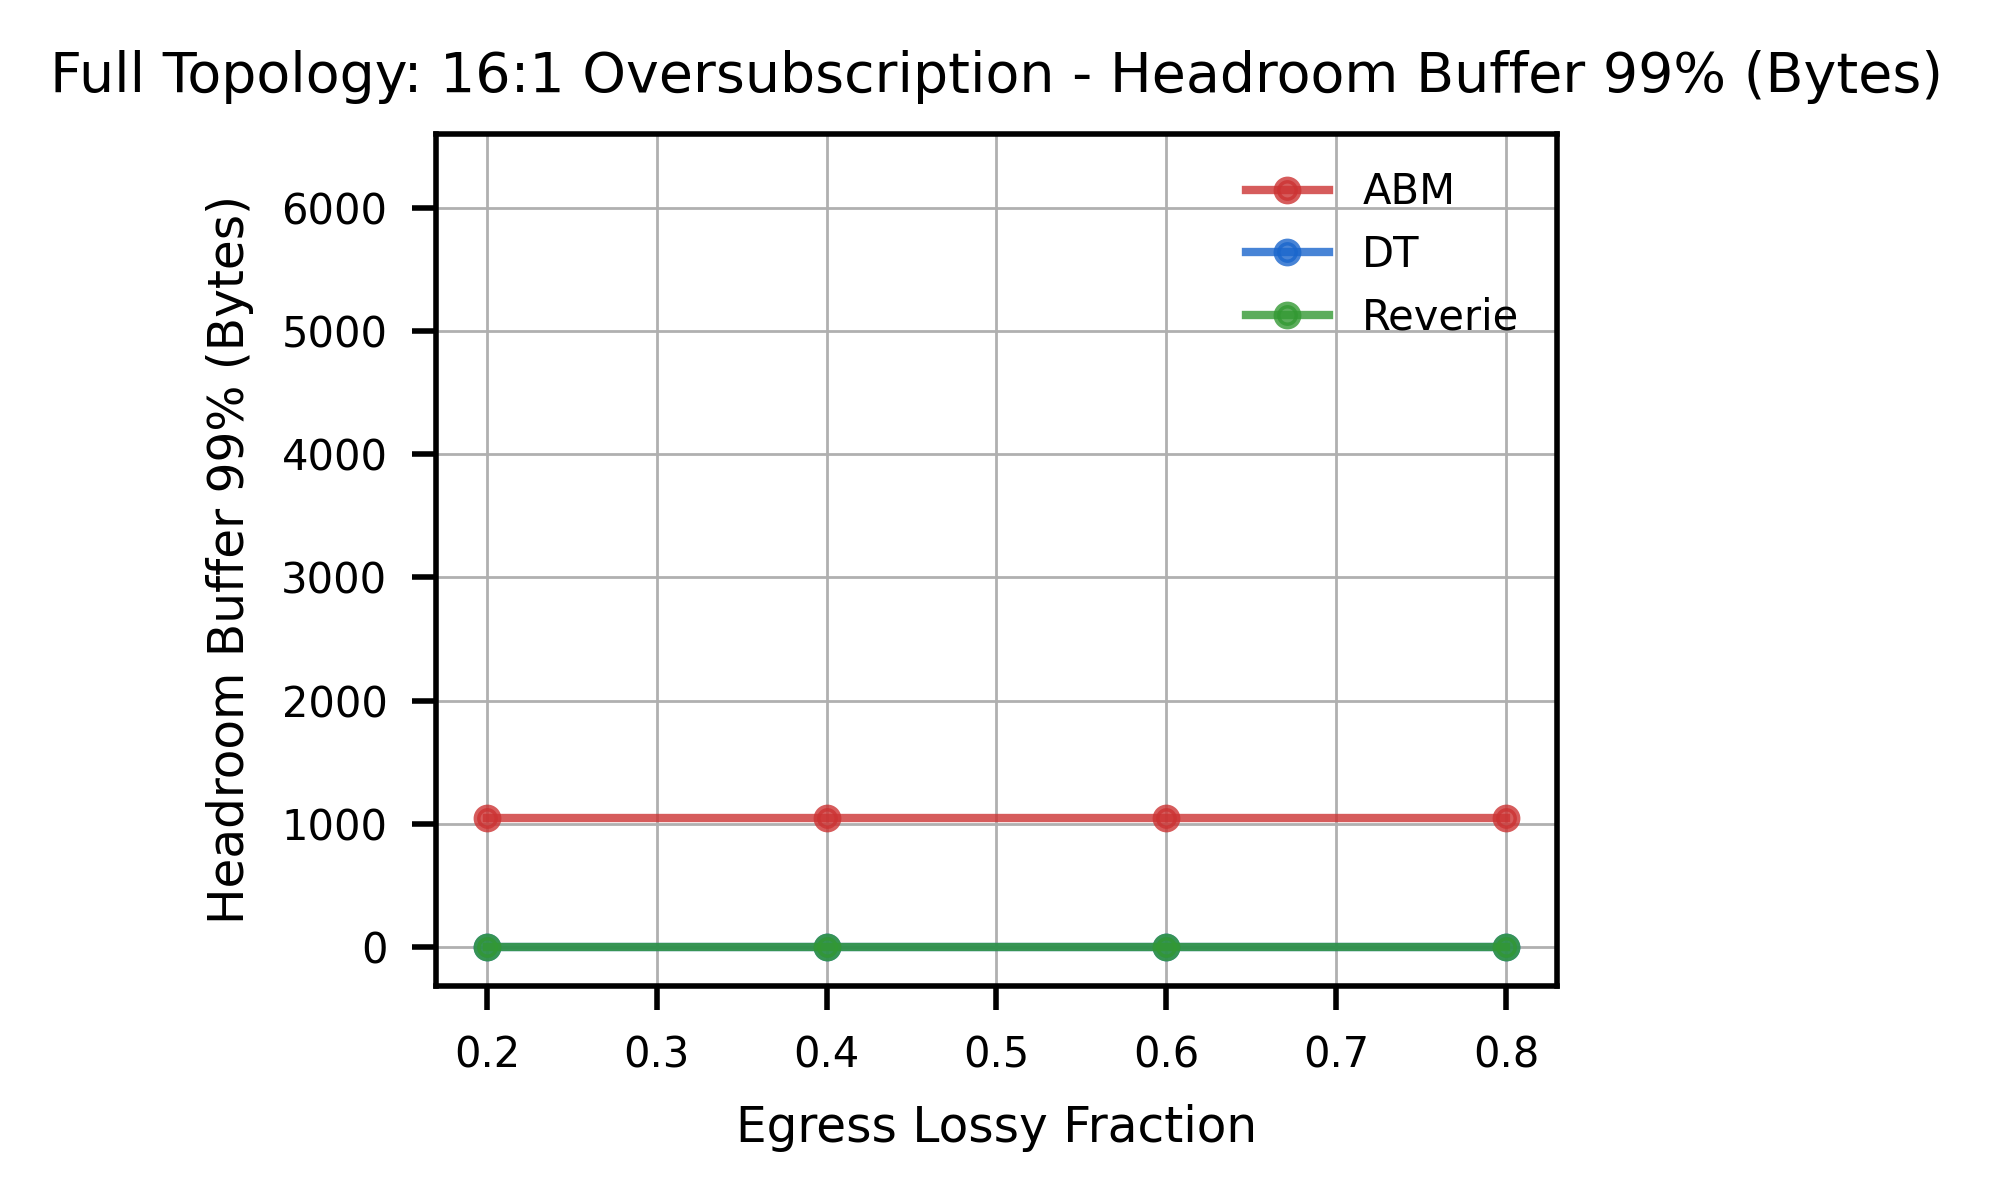 Full Topology: 16:1 Oversubscription - Headroom Buffer 99% (Bytes)
Headroom Buffer 99% (Bytes)
6000
5000
4000
3000
2000
1000
0
ABM
DT
Reverie
0.2 0.3 0.4 0.5 0.6 0.7 0.8
Egress Lossy Fraction